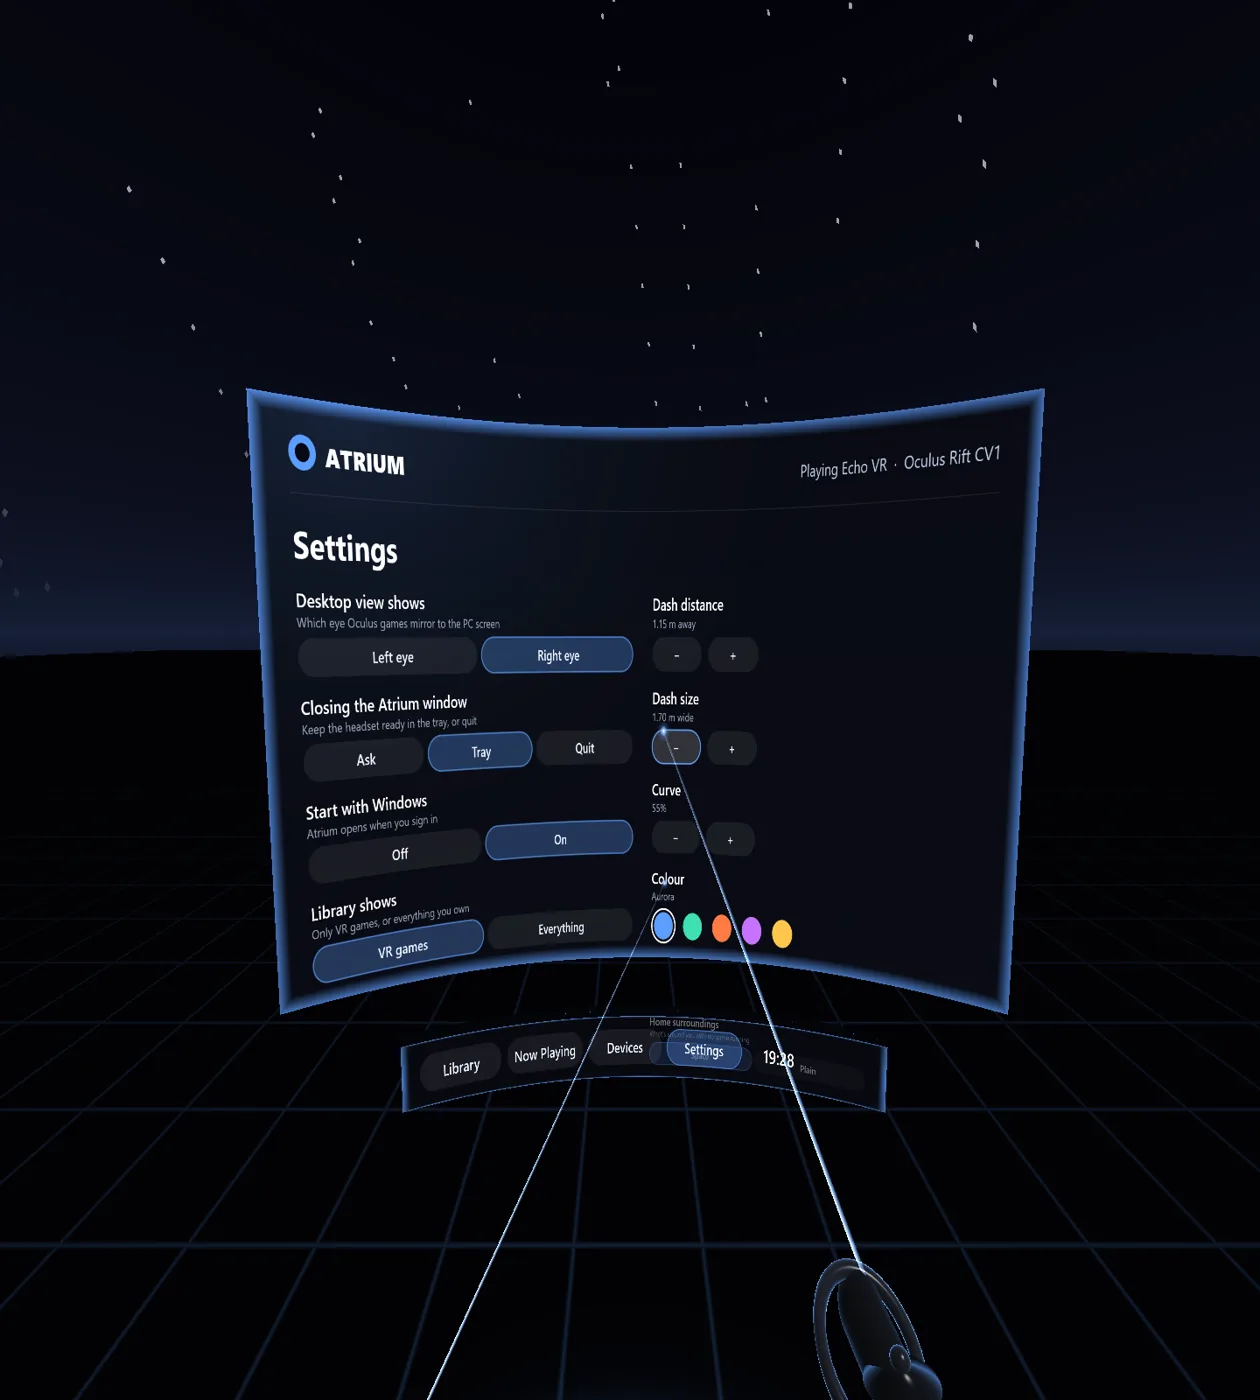 ATRIUM
Playing Echo VR · Oculus Rift CV1
Settings
Desktop view shows
Which eye Oculus games mirror to the PC screen
Left eye
Right eye
Closing the Atrium window
Keep the headset ready in the tray, or quit
Ask
Tray
Quit
Start with Windows
Atrium opens when you sign in
Off
On
Library shows
Only VR games, or everything you own
VR games
Everything
Dash distance
1.15 m away
-
+
Dash size
1.70 m wide
-
+
Curve
55%
-
+
Colour
Aurora
Home surroundings
Plain
Library
Now Playing
Devices
Settings
19:28